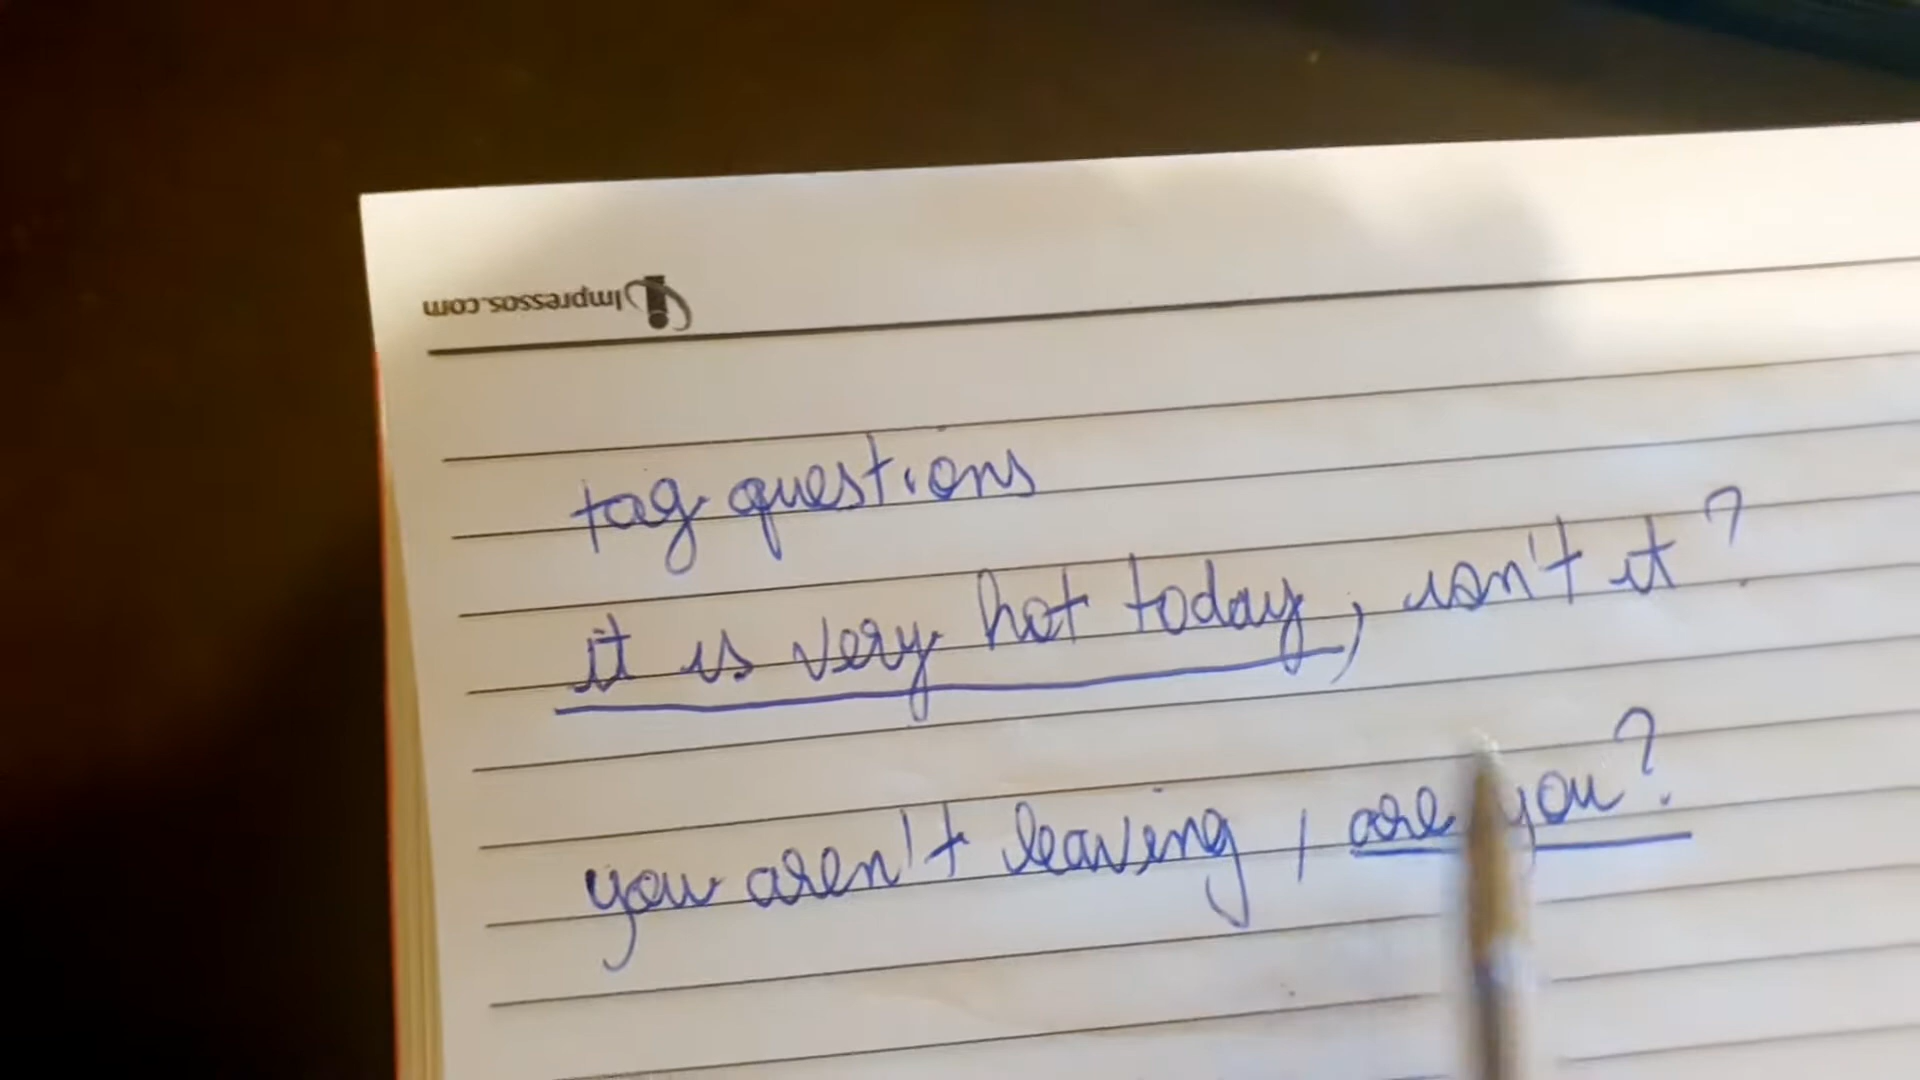 Impressos.com
tag questions
it is very hot today, isn't it?
you aren't leaving, are you?